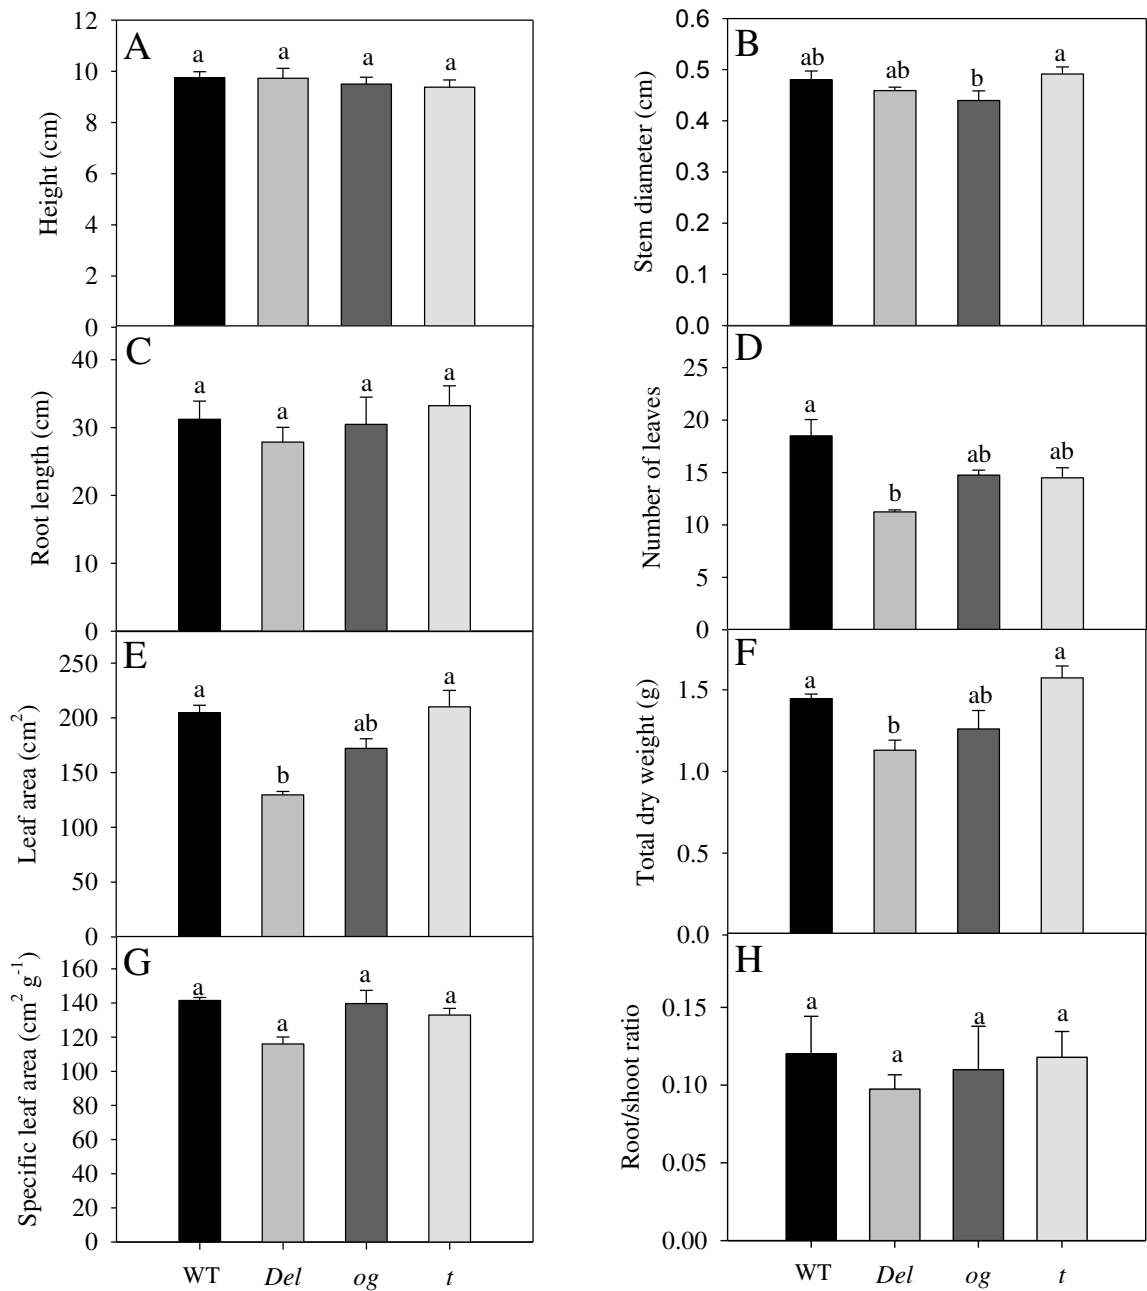 A
Height (cm)
12
10
8
6
4
2
0
a a a a
B
Stem diameter (cm)
0.6
0.5
0.4
0.3
0.2
0.1
0.0
ab ab b a
C
Root length (cm)
40
30
20
10
0
a a a a
D
Number of leaves
25
20
15
10
5
0
a b ab ab
E
Leaf area (cm²)
250
200
150
100
50
0
a b ab a
F
Total dry weight (g)
1.5
1.0
0.5
0.0
a b ab a
G
Specific leaf area (cm² g⁻¹)
160
140
120
100
80
60
40
20
0
a a a a
WT Del og t
H
Root/shoot ratio
0.15
0.10
0.05
0.00
a a a a
WT Del og t